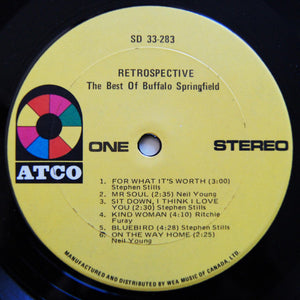 SD 33-283
RETROSPECTIVE
The Best Of Buffalo Springfield
ATCO
ONE
STEREO
1. FOR WHAT IT'S WORTH (3:00)
Stephen Stills
2. MR SOUL (2:35) Neil Young
3. SIT DOWN, I THINK I LOVE
YOU (2:30) Stephen Stills
4. KIND WOMAN (4:10) Ritchie
Furay
5. BLUEBIRD (4:28) Stephen Stills
6. ON THE WAY HOME (2:25)
Neil Young
MANUFACTURED AND DISTRIBUTED BY WEA MUSIC OF CANADA, LTD.